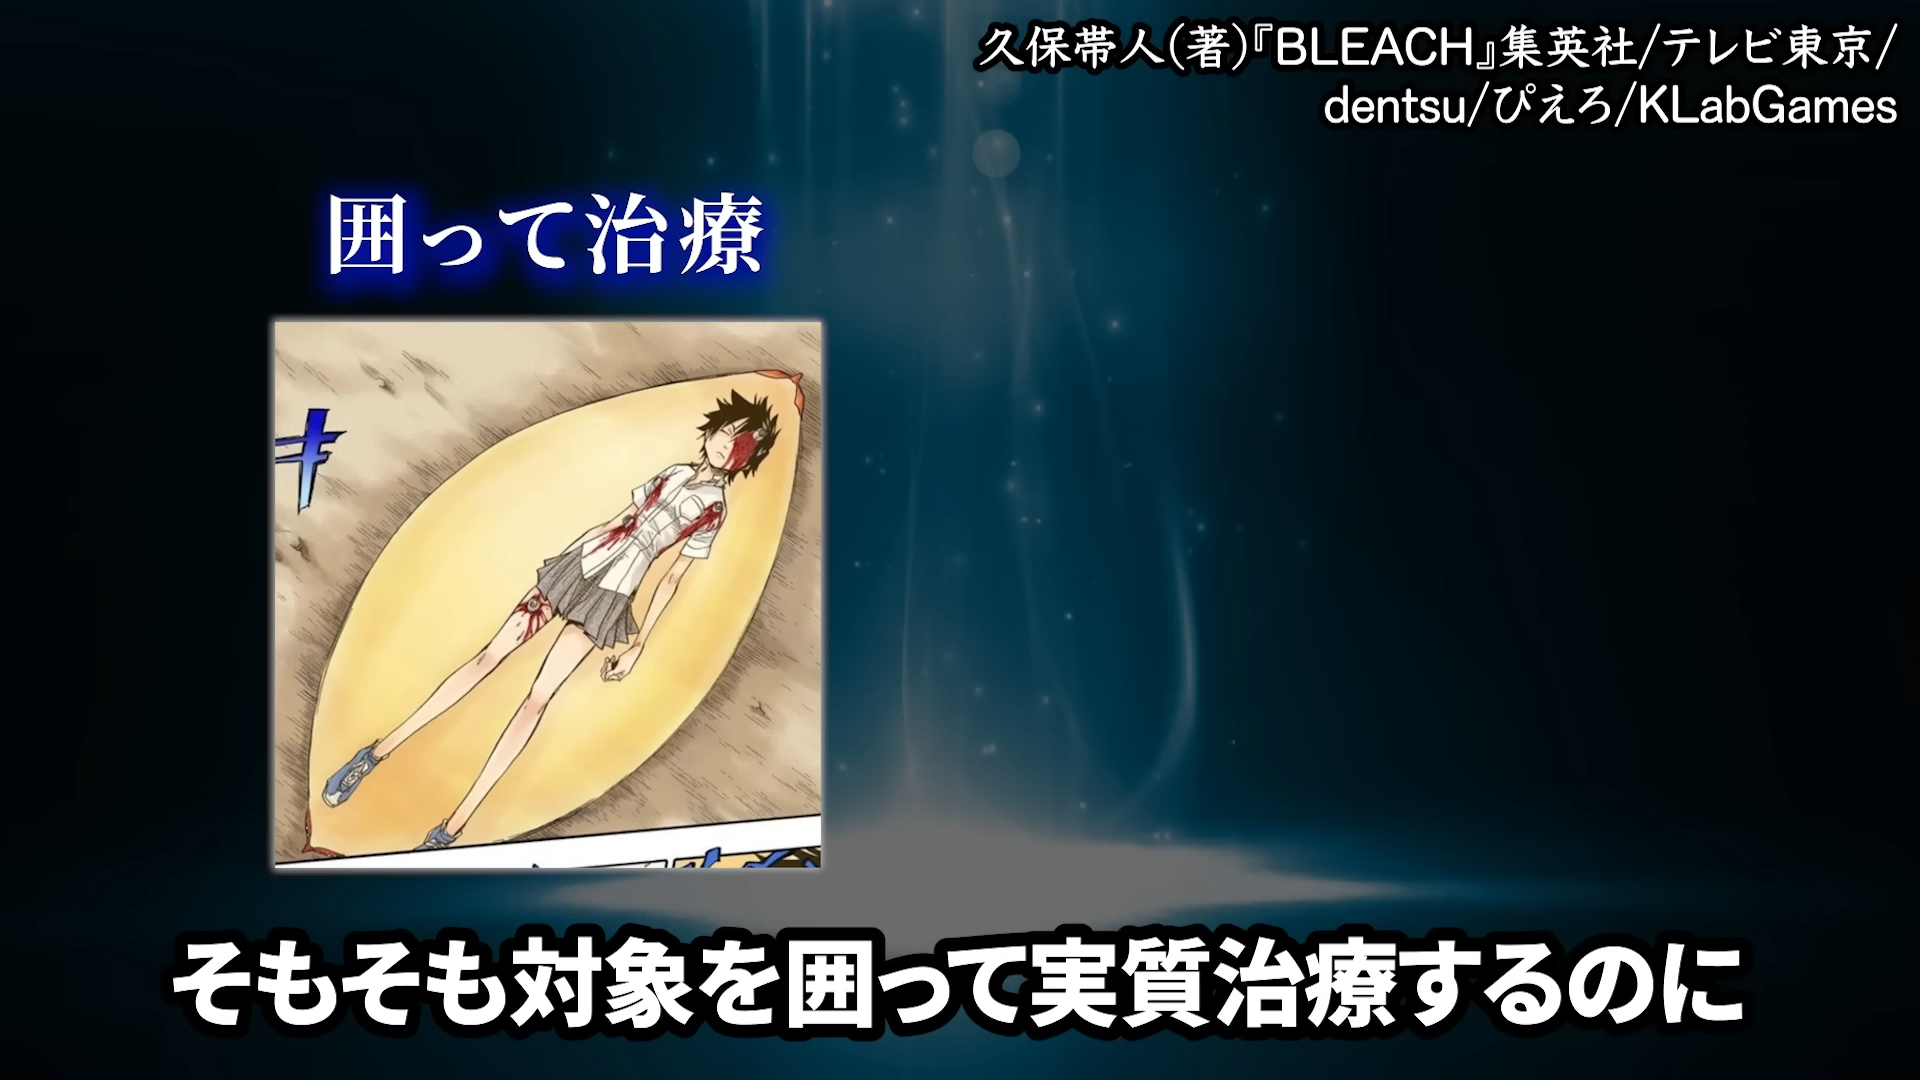 久保帯人(著)『BLEACH』集英社/テレビ東京/
dentsu/ぴえろ/KLabGames
囲って治療
キ
そもそも対象を囲って実質治療するのに